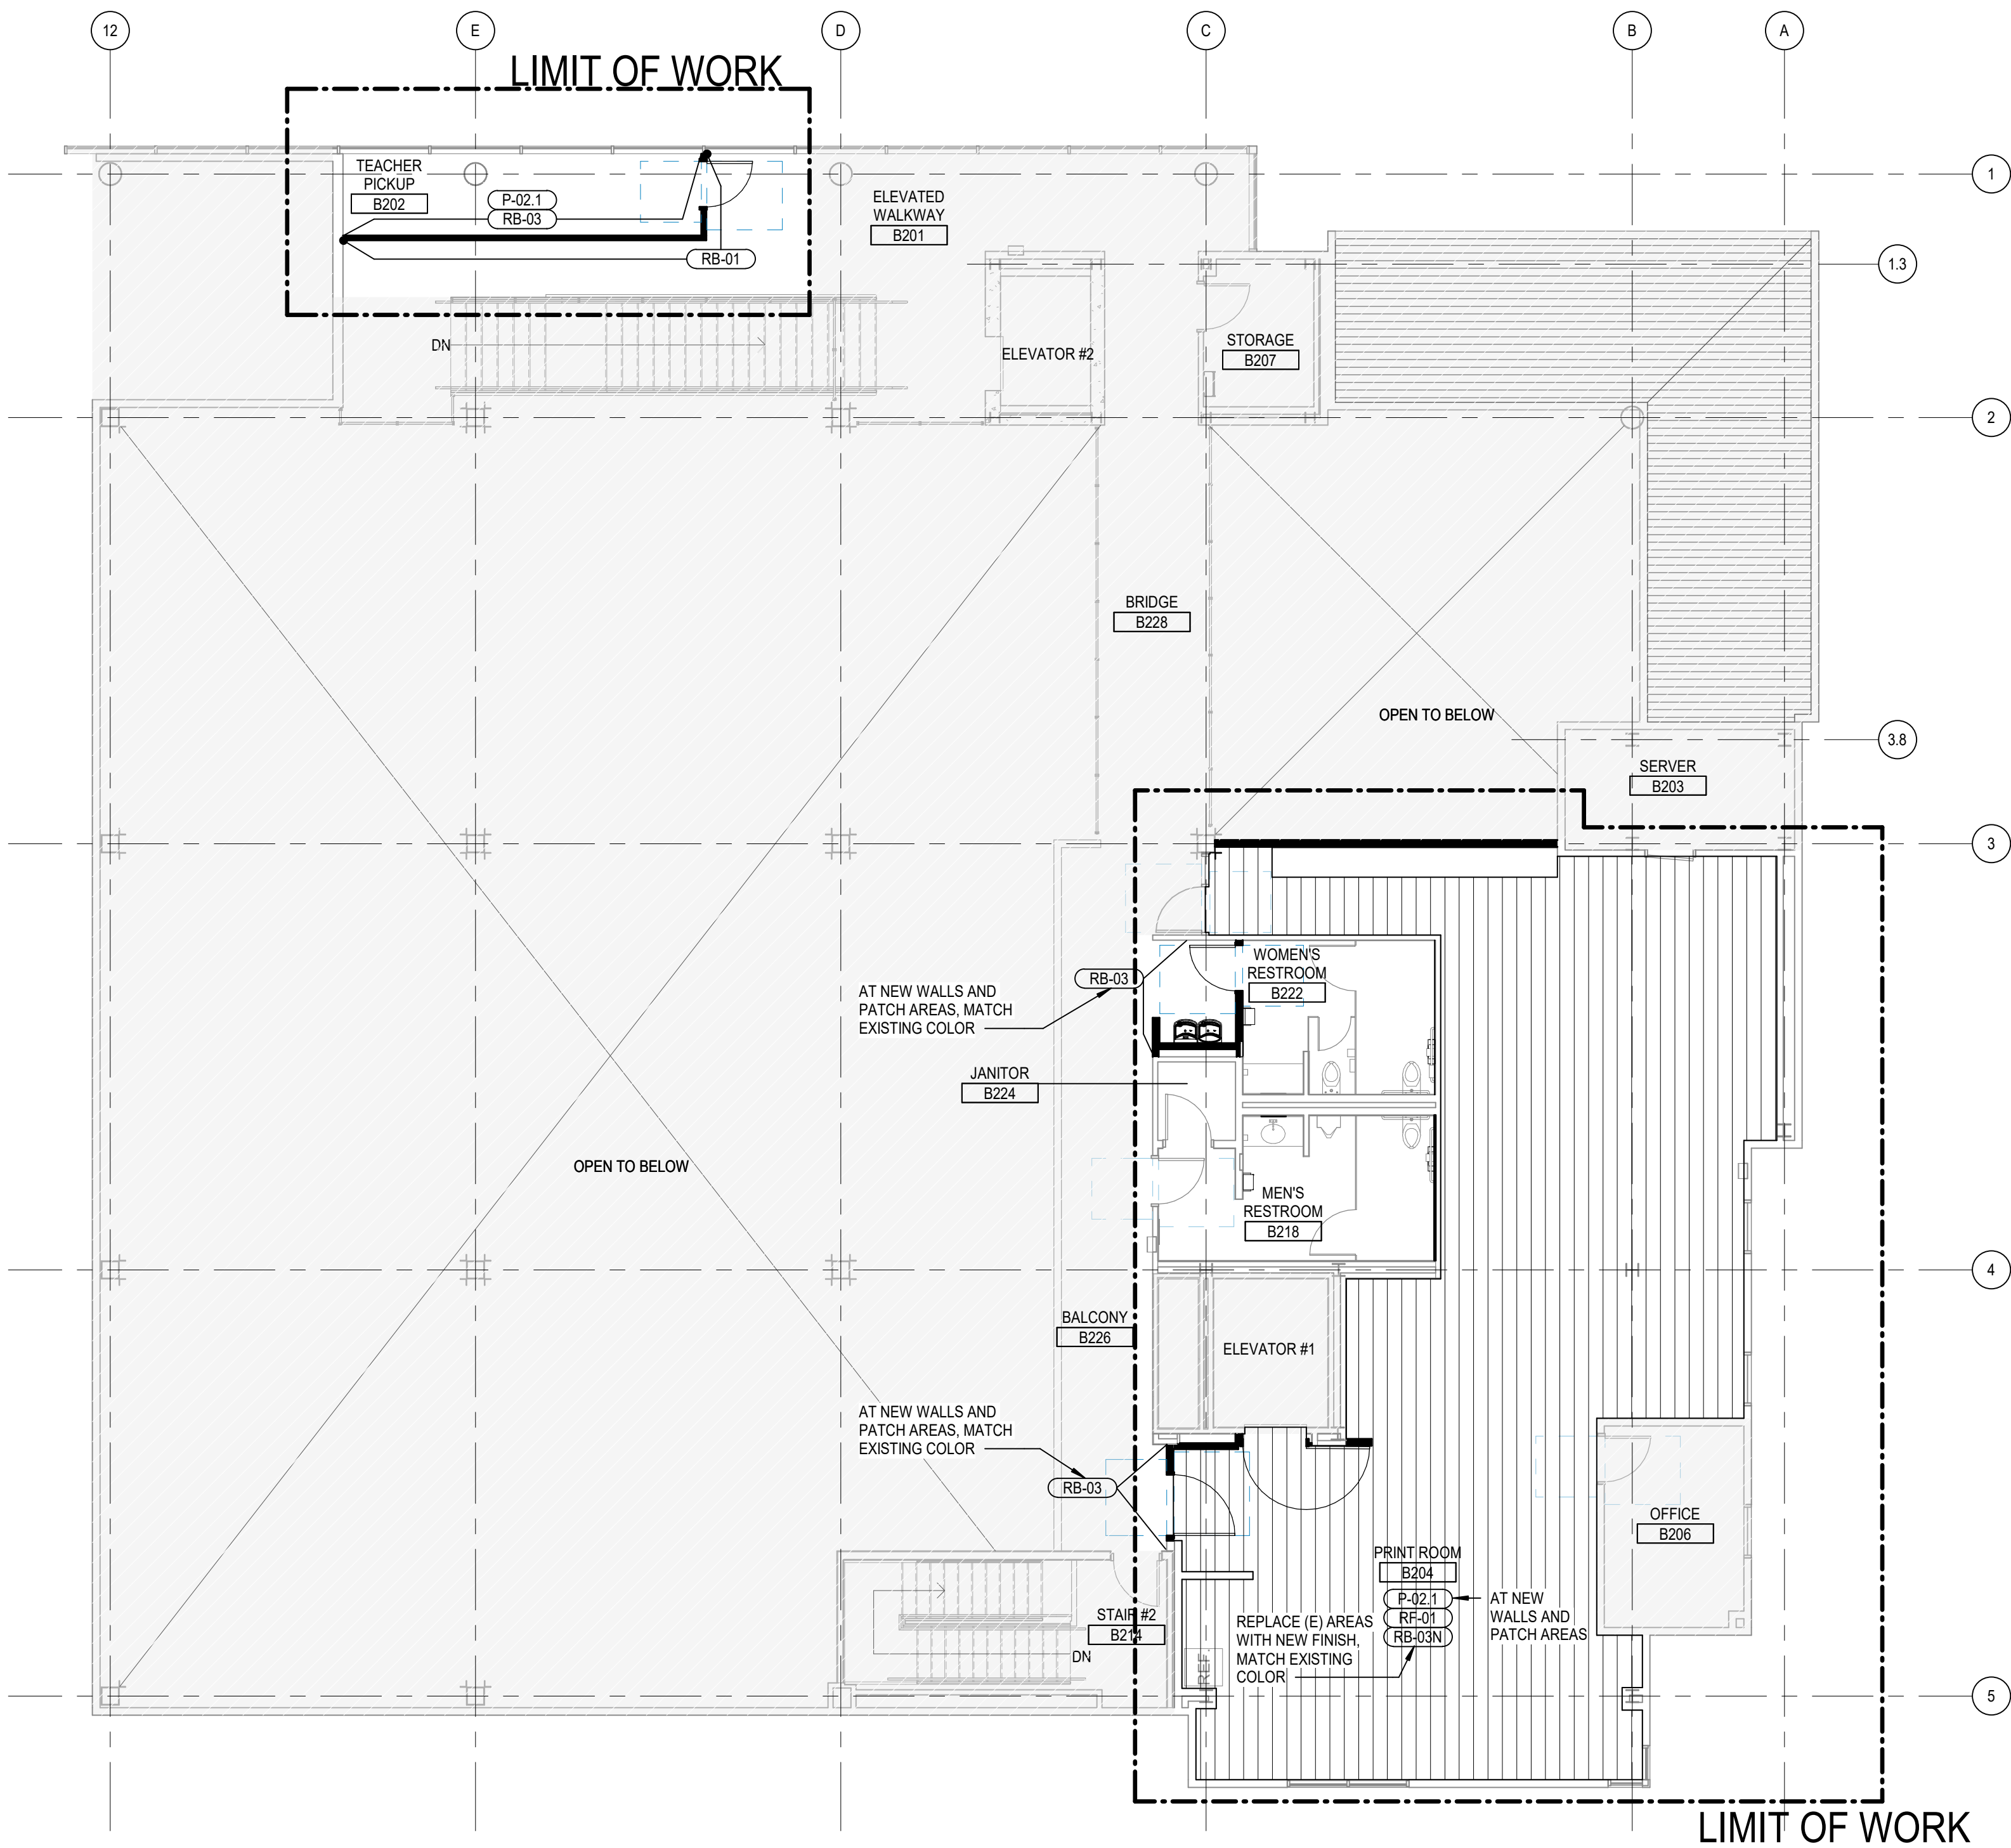 12
E
D
C
B
A
LIMIT OF WORK
1
TEACHER
PICKUP
B202
P-02.1
RB-03
RB-01
ELEVATED
WALKWAY
B201
1.3
DN
ELEVATOR #2
STORAGE
B207
2
BRIDGE
B228
OPEN TO BELOW
3.8
SERVER
B203
3
WOMEN'S
RESTROOM
B222
RB-03
AT NEW WALLS AND
PATCH AREAS, MATCH
EXISTING COLOR
JANITOR
B224
OPEN TO BELOW
MEN'S
RESTROOM
B218
4
BALCONY
B226
ELEVATOR #1
AT NEW WALLS AND
PATCH AREAS, MATCH
EXISTING COLOR
RB-03
OFFICE
B206
PRINT ROOM
B204
P-02.1
RF-01
RB-03N
AT NEW
WALLS AND
PATCH AREAS
REPLACE (E) AREAS
WITH NEW FINISH,
MATCH EXISTING
COLOR
STAIR #2
B214
DN
REF
5
LIMIT OF WORK